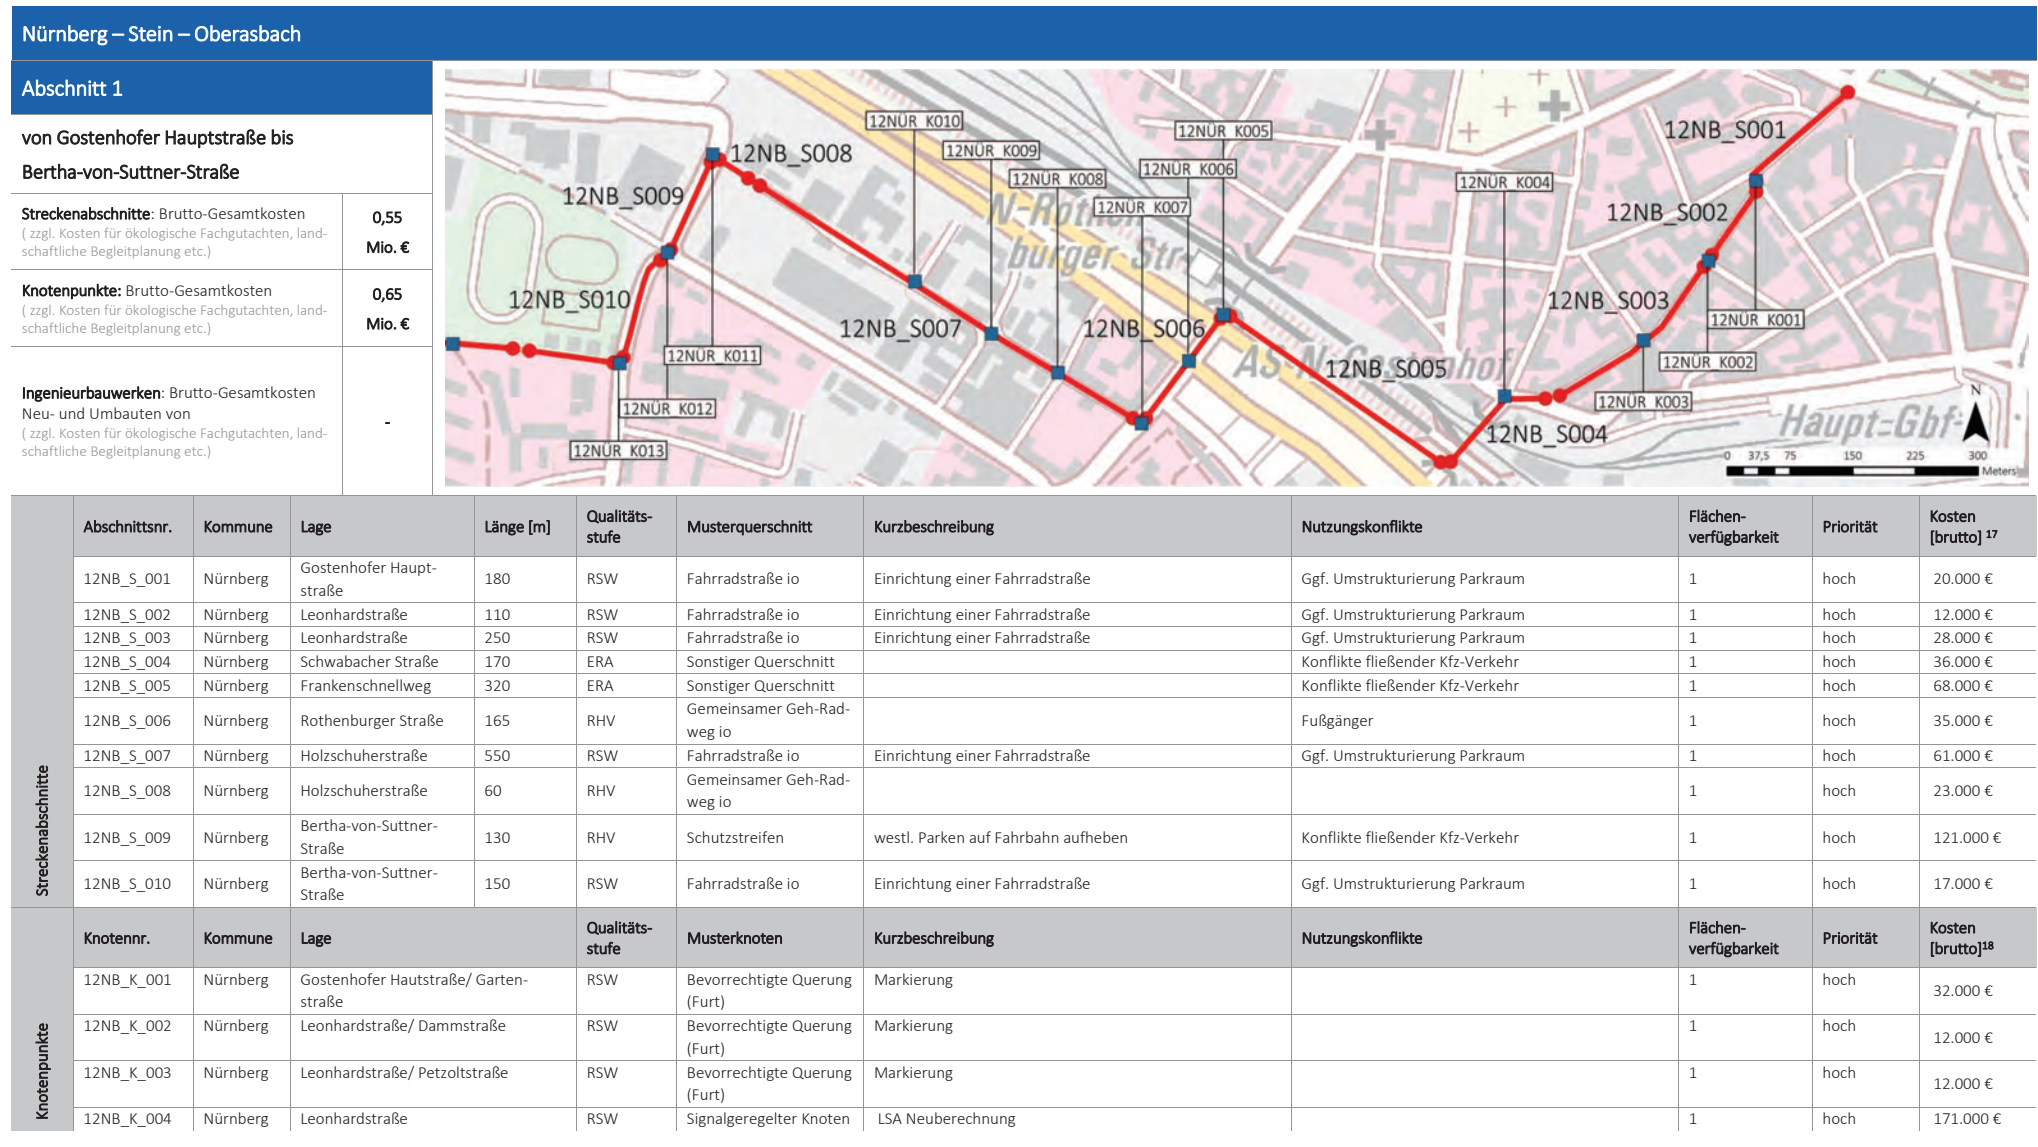 Nürnberg – Stein – Oberasbach
Abschnitt 1
von Gostenhofer Hauptstraße bis
Bertha-von-Suttner-Straße
Streckenabschnitte: Brutto-Gesamtkosten
( zzgl. Kosten für ökologische Fachgutachten, land-
schaftliche Begleitplanung etc.)
0,55
Mio. €
Knotenpunkte: Brutto-Gesamtkosten
( zzgl. Kosten für ökologische Fachgutachten, land-
schaftliche Begleitplanung etc.)
0,65
Mio. €
Ingenieurbauwerken: Brutto-Gesamtkosten
Neu- und Umbauten von
( zzgl. Kosten für ökologische Fachgutachten, land-
schaftliche Begleitplanung etc.)
-
12NB_S001
12NB_S002
12NB_S003
12NB_S004
12NB_S005
12NB_S006
12NB_S007
12NB_S008
12NB_S009
12NB_S010
12NÜR_K001
12NÜR_K002
12NÜR_K003
12NÜR_K004
12NÜR_K005
12NÜR_K006
12NÜR_K007
12NÜR_K008
12NÜR_K009
12NÜR_K010
12NÜR_K011
12NÜR_K012
12NÜR_K013
burger-Str
Haupt-Gbf
N
0 37,5 75 150 225 300
Meters
Streckenabschnitte
Abschnittsnr. Kommune Lage Länge [m] Qualitäts-stufe Musterquerschnitt Kurzbeschreibung Nutzungskonflikte Flächen-verfügbarkeit Priorität Kosten [brutto] 17
12NB_S_001 Nürnberg Gostenhofer Haupt-straße 180 RSW Fahrradstraße io Einrichtung einer Fahrradstraße Ggf. Umstrukturierung Parkraum 1 hoch 20.000 €
12NB_S_002 Nürnberg Leonhardstraße 110 RSW Fahrradstraße io Einrichtung einer Fahrradstraße Ggf. Umstrukturierung Parkraum 1 hoch 12.000 €
12NB_S_003 Nürnberg Leonhardstraße 250 RSW Fahrradstraße io Einrichtung einer Fahrradstraße Ggf. Umstrukturierung Parkraum 1 hoch 28.000 €
12NB_S_004 Nürnberg Schwabacher Straße 170 ERA Sonstiger Querschnitt Konflikte fließender Kfz-Verkehr 1 hoch 36.000 €
12NB_S_005 Nürnberg Frankenschnellweg 320 ERA Sonstiger Querschnitt Konflikte fließender Kfz-Verkehr 1 hoch 68.000 €
12NB_S_006 Nürnberg Rothenburger Straße 165 RHV Gemeinsamer Geh-Rad-weg io Fußgänger 1 hoch 35.000 €
12NB_S_007 Nürnberg Holzschuherstraße 550 RSW Fahrradstraße io Einrichtung einer Fahrradstraße Ggf. Umstrukturierung Parkraum 1 hoch 61.000 €
12NB_S_008 Nürnberg Holzschuherstraße 60 RHV Gemeinsamer Geh-Rad-weg io 1 hoch 23.000 €
12NB_S_009 Nürnberg Bertha-von-Suttner-Straße 130 RHV Schutzstreifen westl. Parken auf Fahrbahn aufheben Konflikte fließender Kfz-Verkehr 1 hoch 121.000 €
12NB_S_010 Nürnberg Bertha-von-Suttner-Straße 150 RSW Fahrradstraße io Einrichtung einer Fahrradstraße Ggf. Umstrukturierung Parkraum 1 hoch 17.000 €
Knotenpunkte
Knotennr. Kommune Lage Qualitäts-stufe Musterknoten Kurzbeschreibung Nutzungskonflikte Flächen-verfügbarkeit Priorität Kosten [brutto]18
12NB_K_001 Nürnberg Gostenhofer Hautstraße/ Garten-straße RSW Bevorrechtigte Querung (Furt) Markierung 1 hoch 32.000 €
12NB_K_002 Nürnberg Leonhardstraße/ Dammstraße RSW Bevorrechtigte Querung (Furt) Markierung 1 hoch 12.000 €
12NB_K_003 Nürnberg Leonhardstraße/ Petzoltstraße RSW Bevorrechtigte Querung (Furt) Markierung 1 hoch 12.000 €
12NB_K_004 Nürnberg Leonhardstraße RSW Signalgeregelter Knoten LSA Neuberechnung 1 hoch 171.000 €